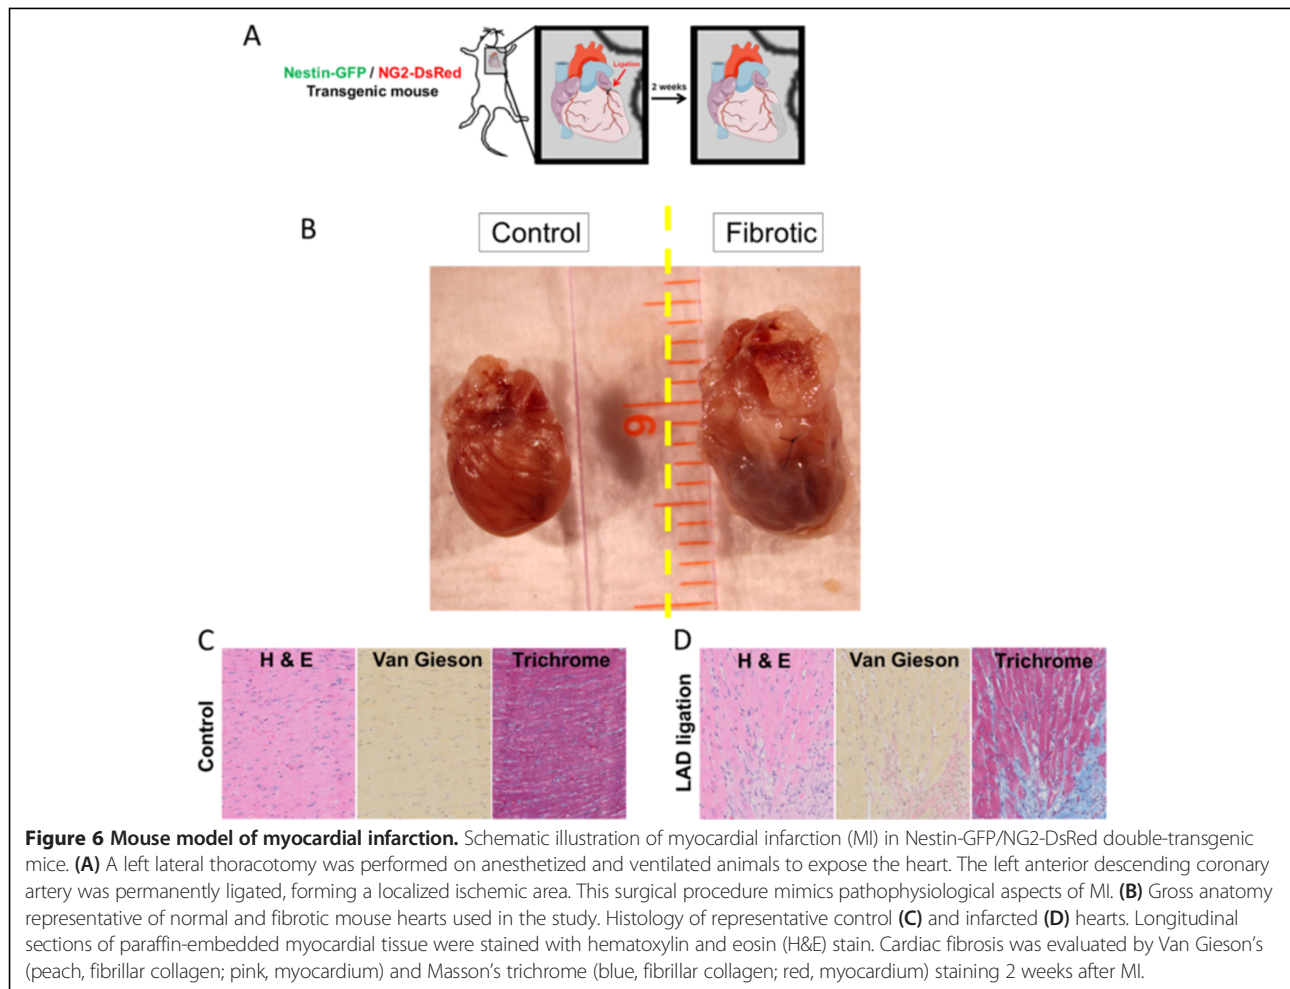 A
Nestin-GFP / NG2-DsRed
Transgenic mouse
Ligation
2 weeks
B
Control
Fibrotic
9
C
H & E
Van Gieson
Trichrome
Control
D
H & E
Van Gieson
Trichrome
LAD ligation
Figure 6 Mouse model of myocardial infarction. Schematic illustration of myocardial infarction (MI) in Nestin-GFP/NG2-DsRed double-transgenic
mice. (A) A left lateral thoracotomy was performed on anesthetized and ventilated animals to expose the heart. The left anterior descending coronary
artery was permanently ligated, forming a localized ischemic area. This surgical procedure mimics pathophysiological aspects of MI. (B) Gross anatomy
representative of normal and fibrotic mouse hearts used in the study. Histology of representative control (C) and infarcted (D) hearts. Longitudinal
sections of paraffin-embedded myocardial tissue were stained with hematoxylin and eosin (H&E) stain. Cardiac fibrosis was evaluated by Van Gieson's
(peach, fibrillar collagen; pink, myocardium) and Masson's trichrome (blue, fibrillar collagen; red, myocardium) staining 2 weeks after MI.